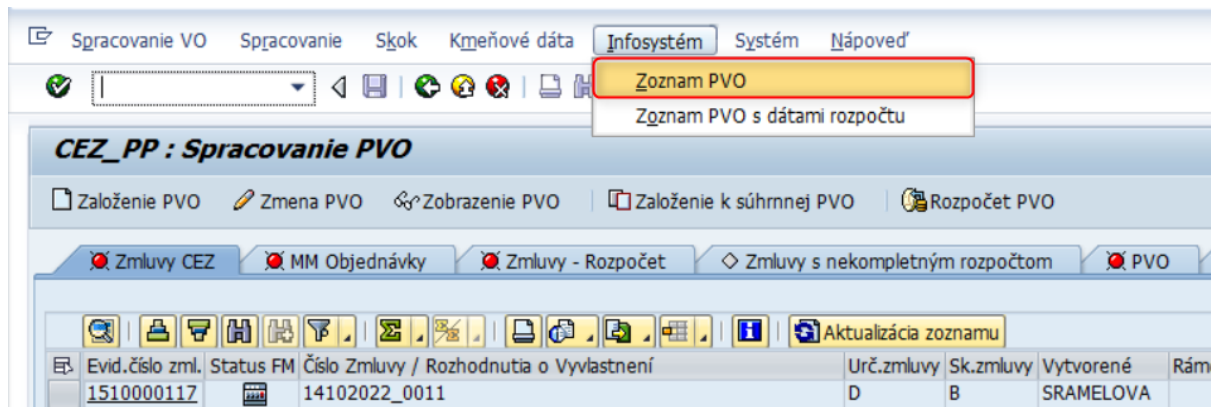 Spracovanie VO Spracovanie Skok Kmeňové dáta Infosystém Systém Nápoveď
Zoznam PVO
Zoznam PVO s dátami rozpočtu
CEZ_PP : Spracovanie PVO
Založenie PVO Zmena PVO Zobrazenie PVO Založenie k súhrnnej PVO Rozpočet PVO
Zmluvy CEZ MM Objednávky Zmluvy - Rozpočet Zmluvy s nekompletným rozpočtom PVO
Aktualizácia zoznamu
Evid.číslo zml. Status FM Číslo Zmluvy / Rozhodnutia o Vyvlastnení Urč.zmluvy Sk.zmluvy Vytvorené Rám
1510000117 14102022_0011 D B SRAMELOVA